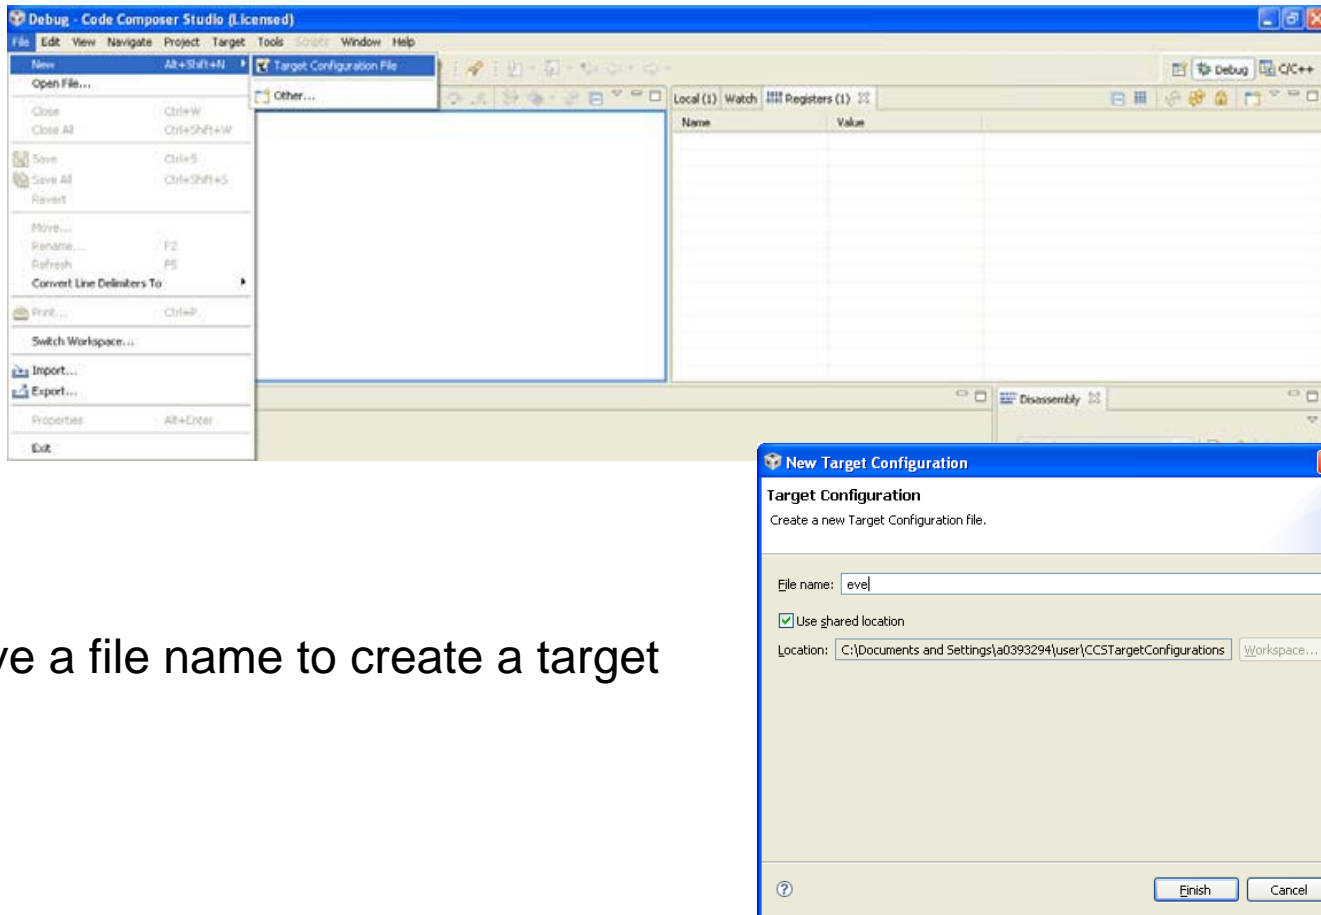 Debug - Code Composer Studio (Licensed)
File Edit View Navigate Project Target Tools Scripts Window Help
New Alt+Shift+N
Target Configuration File
Open File...
Other...
Debug C/C++
Local (1) Watch Registers (1)
Name Value
Close Ctrl+W
Close All Ctrl+Shift+W
Save Ctrl+S
Save All Ctrl+Shift+S
Revert
Move...
Rename... F2
Refresh F5
Convert Line Delimiters To
Print... Ctrl+P
Switch Workspace...
Import...
Export...
Properties Alt+Enter
Exit
Disassembly
ve a file name to create a target
New Target Configuration
Target Configuration
Create a new Target Configuration file.
File name: eve
Use shared location
Location: C:\Documents and Settings\a0393294\user\CCSTargetConfigurations Workspace...
? Finish Cancel